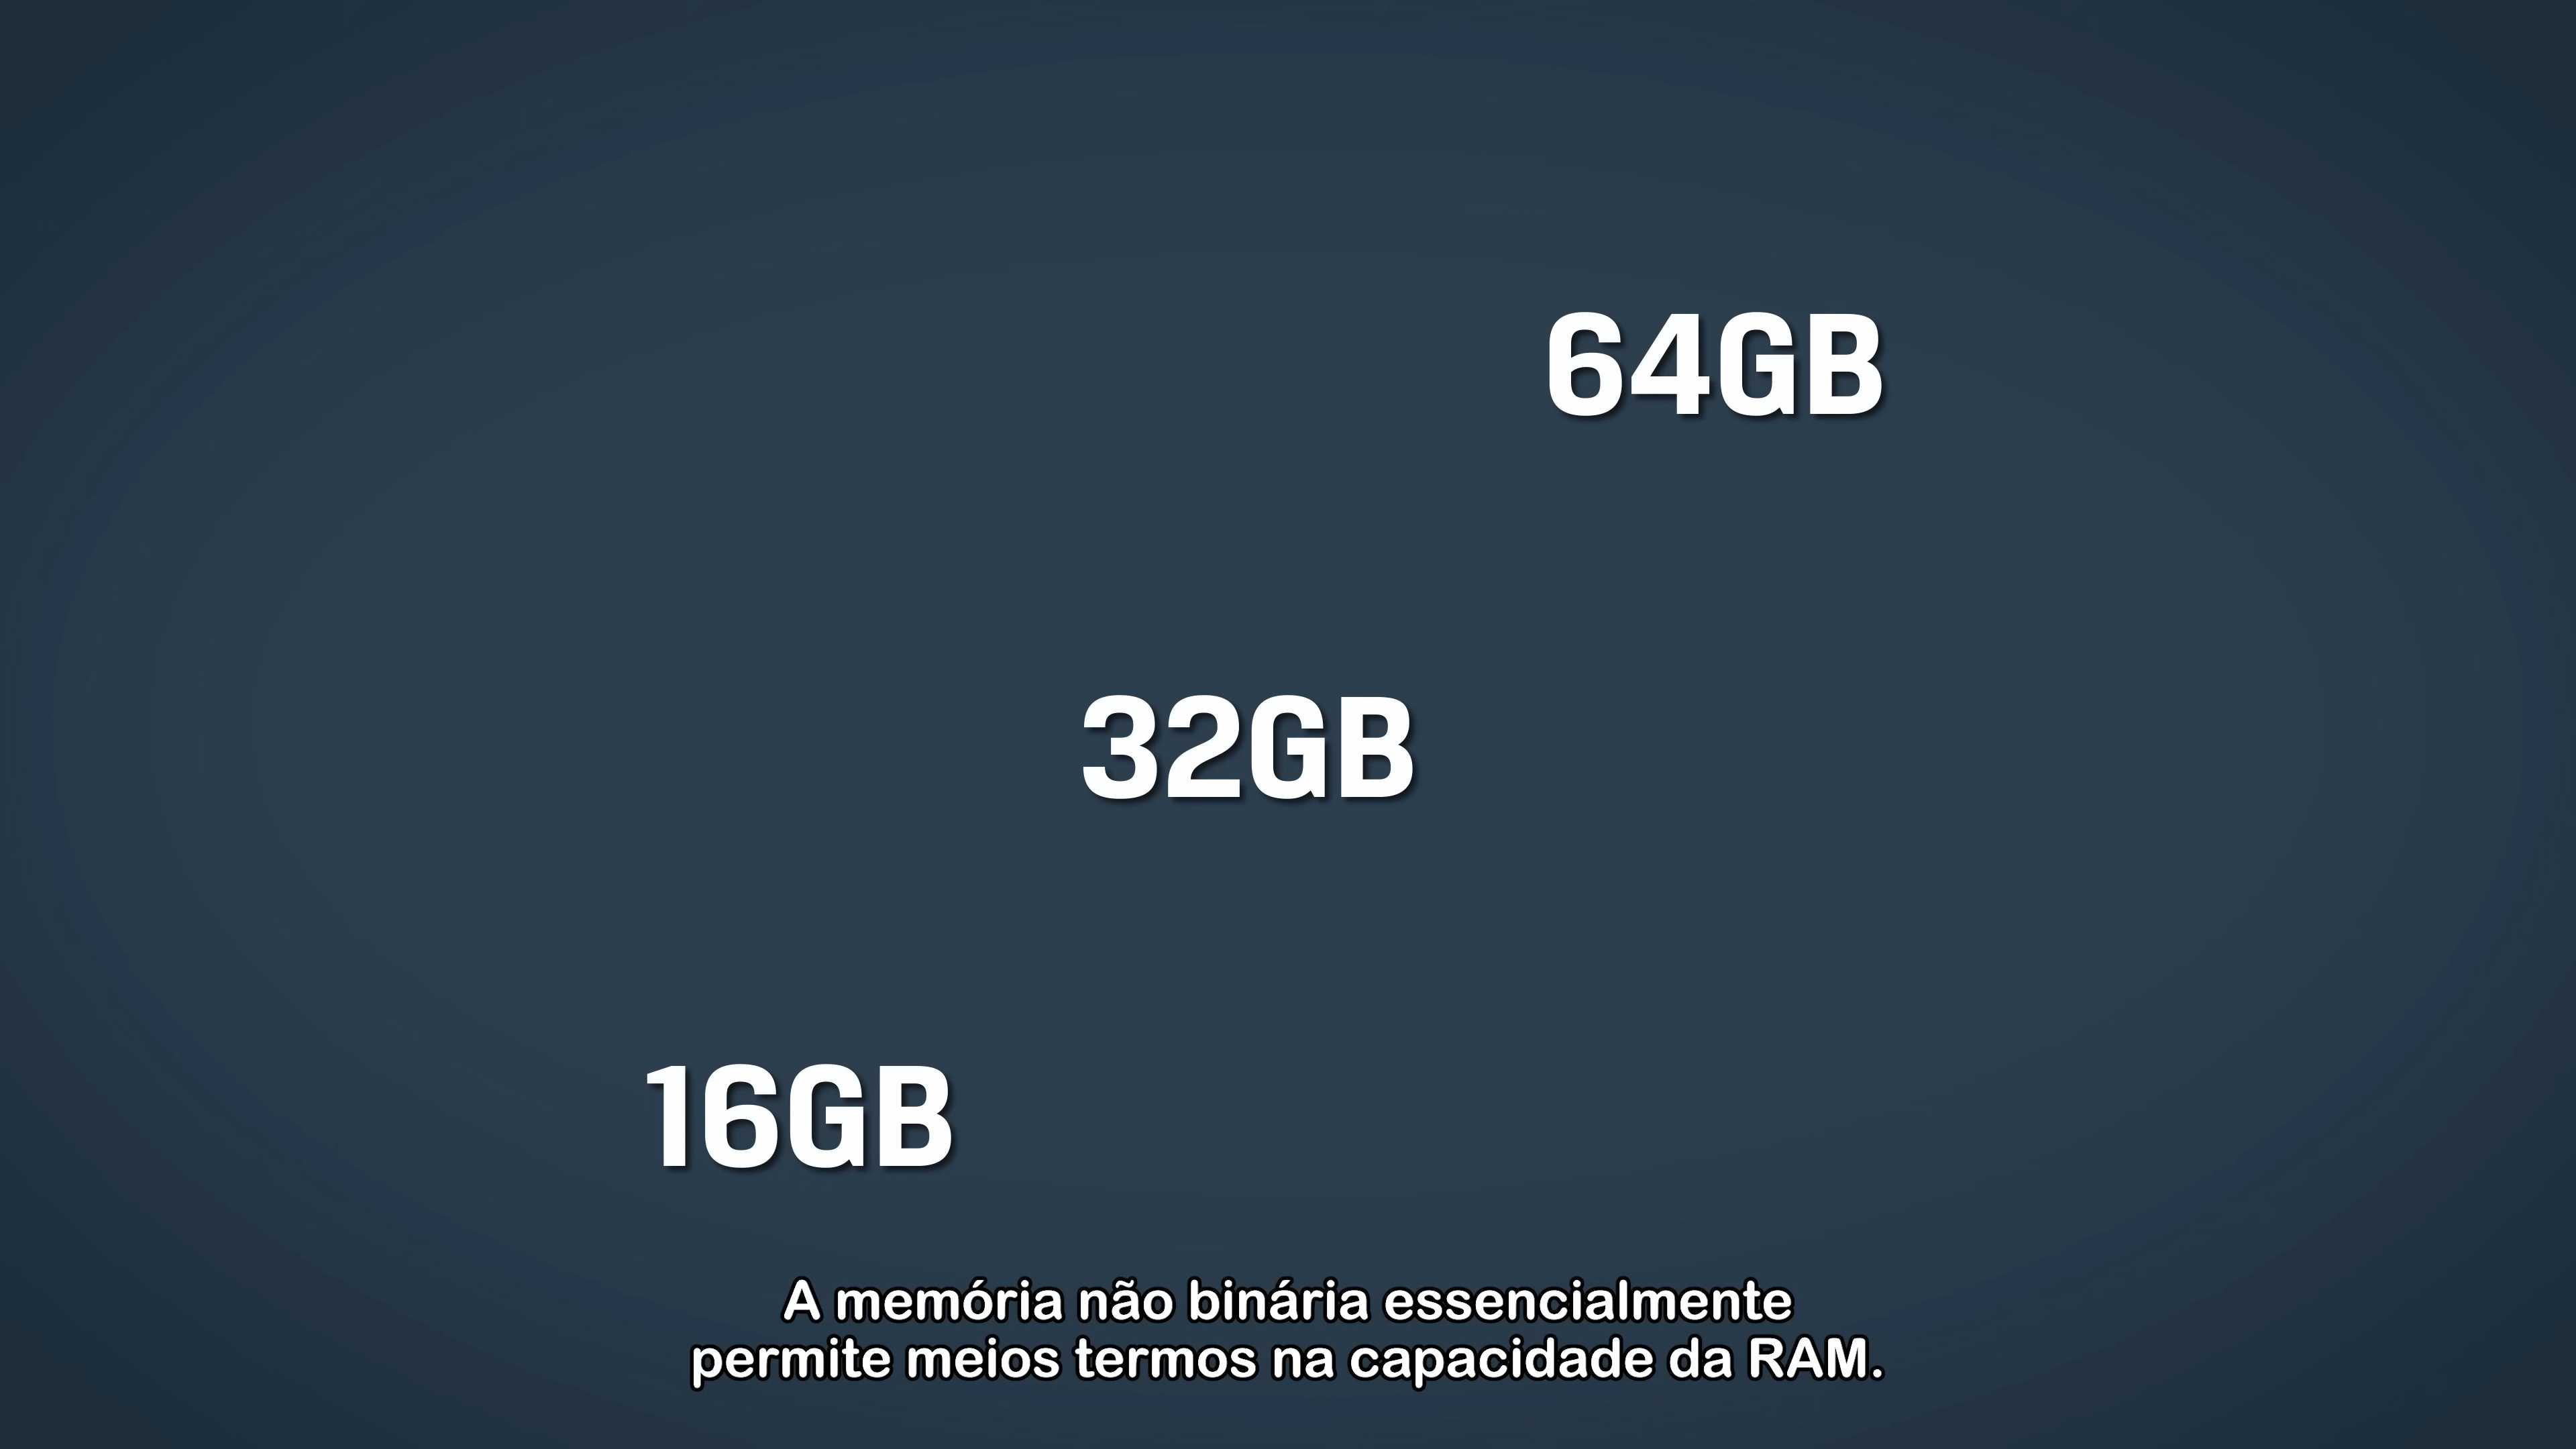 64GB
32GB
16GB
A memória não binária essencialmente
permite meios termos na capacidade da RAM.